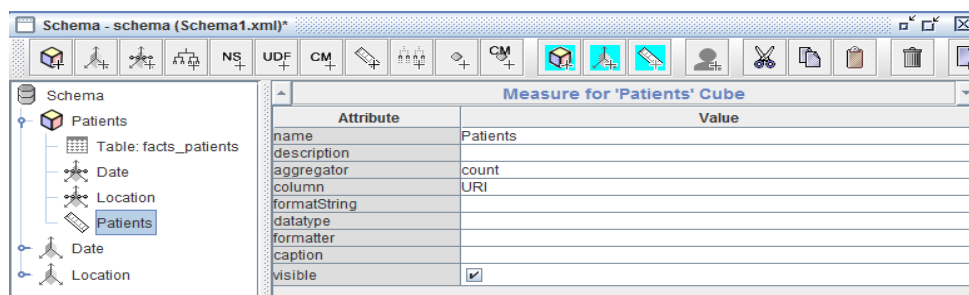 Schema - schema (Schema1.xml)*
NS UDF CM CM
Schema
Patients
Table: facts_patients
Date
Location
Patients
Date
Location
Measure for 'Patients' Cube
Attribute Value
name Patients
description
aggregator count
column URI
formatString
datatype
formatter
caption
visible